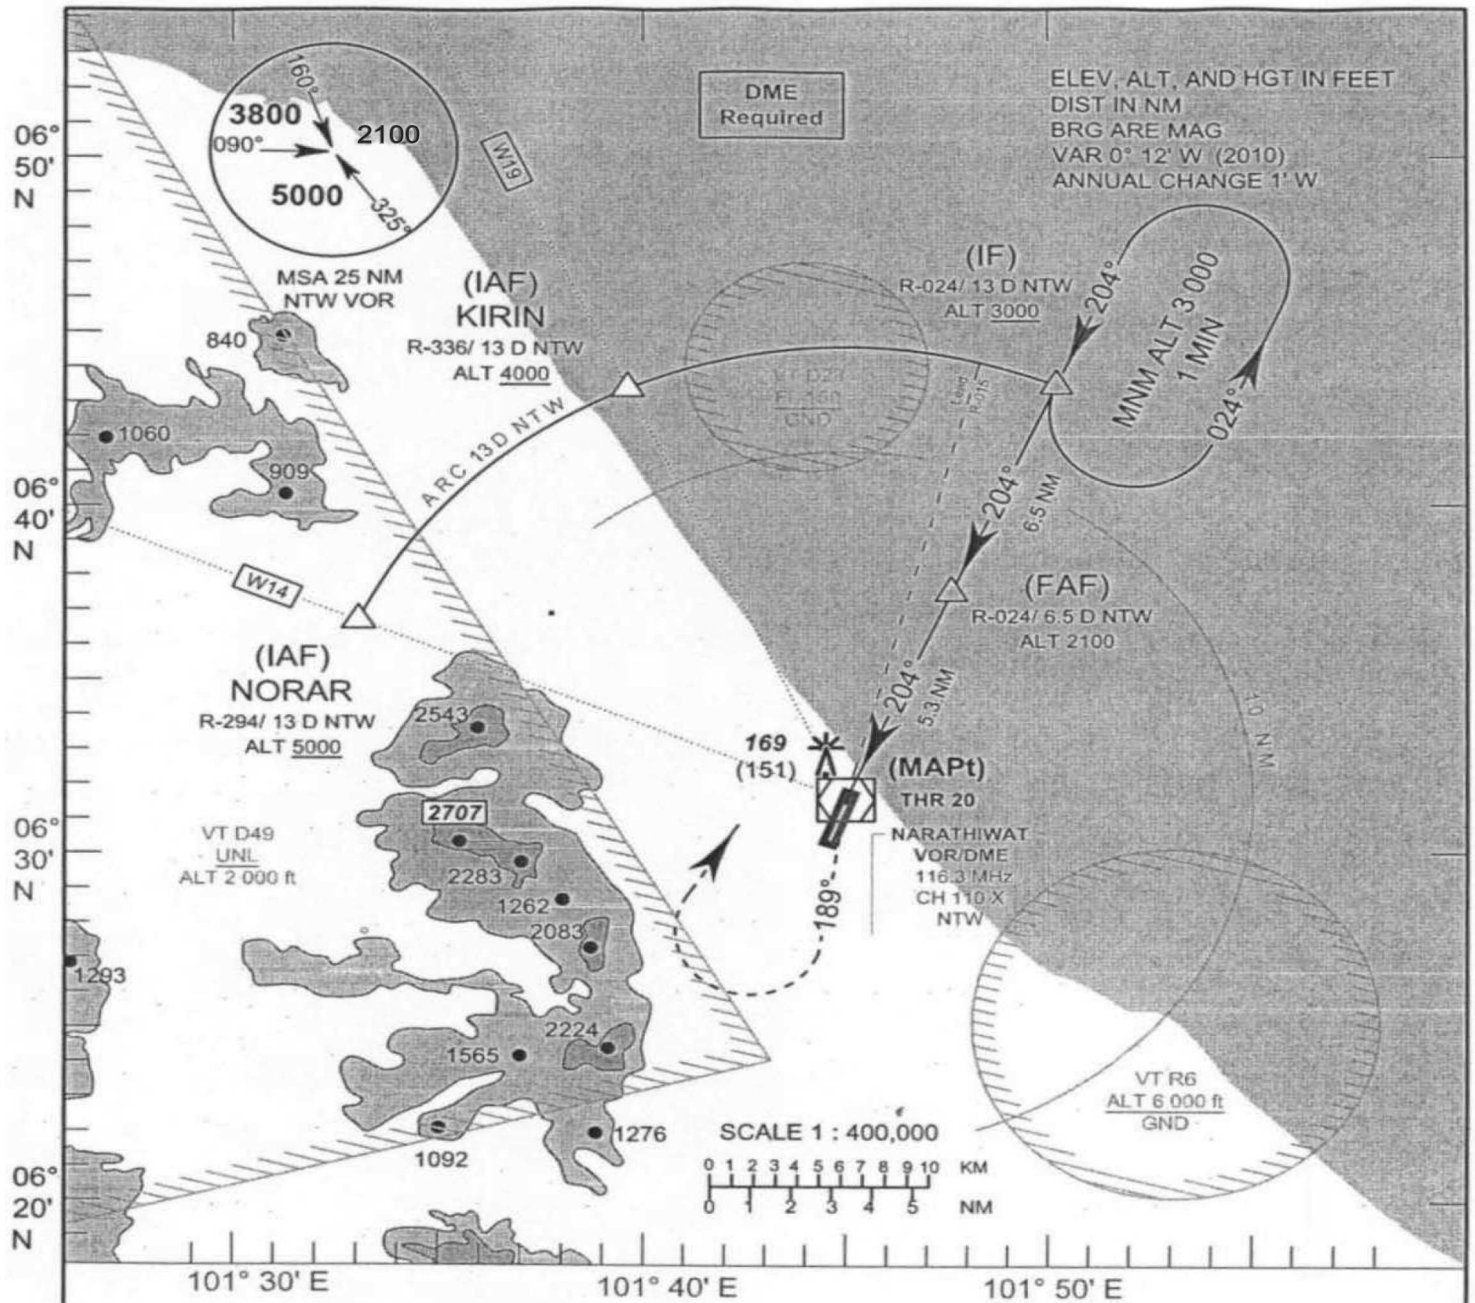 DME
Required
ELEV, ALT, AND HGT IN FEET
DIST IN NM
BRG ARE MAG
VAR 0° 12' W (2010)
ANNUAL CHANGE 1' W
160°
3800
2100
090°
5000
325°
MSA 25 NM
NTW VOR
W19
06°
50'
N
(IAF)
KIRIN
R-336/ 13 D NTW
ALT 4000
(IF)
R-024/ 13 D NTW
ALT 3000
204°
MNM ALT 3 000
1 MIN
024°
840
1060
909
ARC 13 D NTW
GND
Lead
R-015
204°
6.5 NM
06°
40'
N
W14
(IAF)
NORAR
R-294/ 13 D NTW
ALT 5000
(FAF)
R-024/ 6.5 D NTW
ALT 2100
204°
5.3 NM
10 NM
2543
169
(151)
(MAPt)
THR 20
NARATHIWAT
VOR/DME
116.3 MHz
CH 110 X
NTW
06°
30'
N
VT D49
UNL
ALT 2 000 ft
2707
2283
1262
2083
189°
1293
2224
1565
1276
1092
VT R6
ALT 6 000 ft
GND
SCALE 1 : 400,000
0 1 2 3 4 5 6 7 8 9 10 KM
0 1 2 3 4 5 NM
06°
20'
N
101° 30' E
101° 40' E
101° 50' E